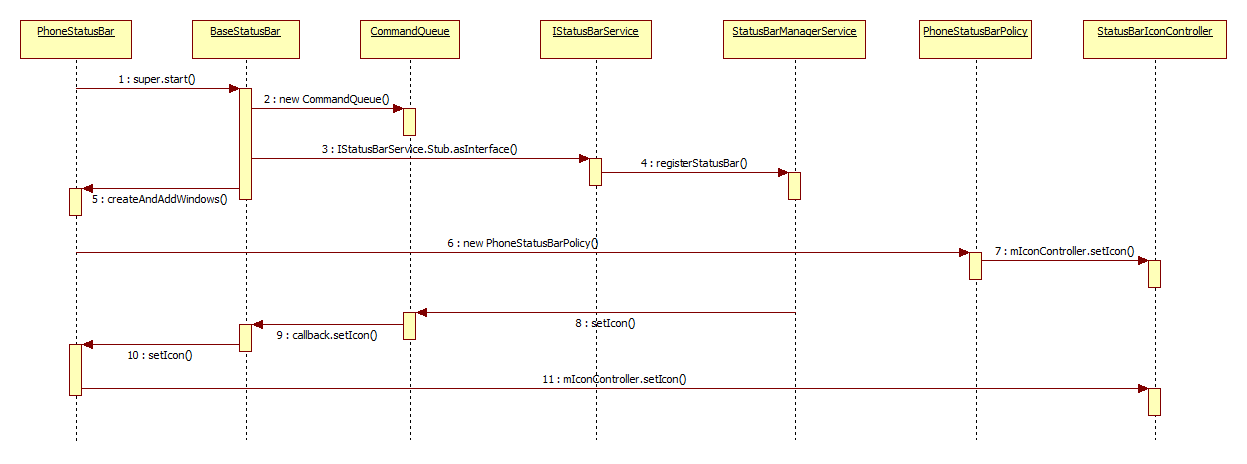 PhoneStatusBar
BaseStatusBar
CommandQueue
IStatusBarService
StatusBarManagerService
PhoneStatusBarPolicy
StatusBarIconController
1 : super.start()
2 : new CommandQueue()
3 : IStatusBarService.Stub.asInterface()
4 : registerStatusBar()
5 : createAndAddWindows()
6 : new PhoneStatusBarPolicy()
7 : mIconController.setIcon()
8 : setIcon()
9 : callback.setIcon()
10 : setIcon()
11 : mIconController.setIcon()